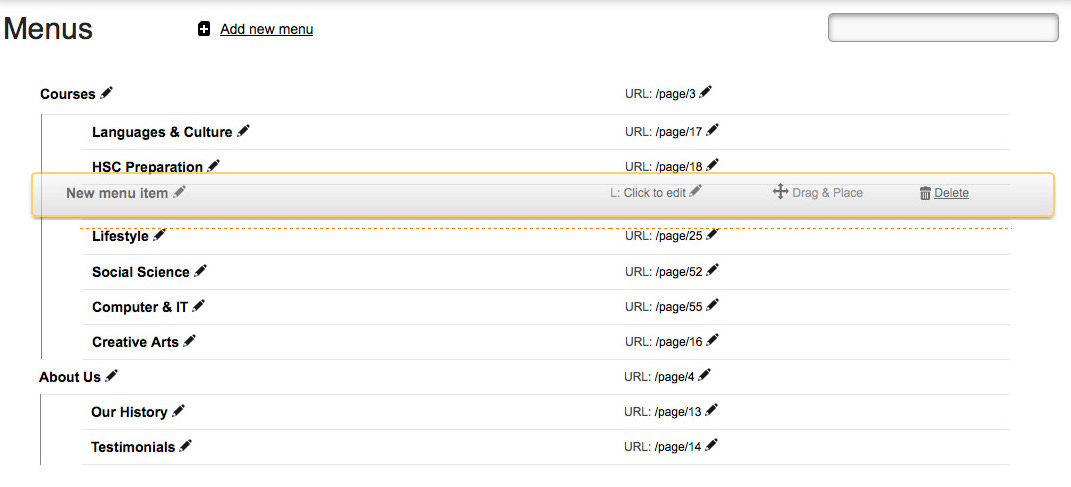 Menus
Add new menu
Courses URL: /page/3
Languages & Culture URL: /page/17
HSC Preparation URL: /page/18
New menu item L: Click to edit Drag & Place Delete
Lifestyle URL: /page/25
Social Science URL: /page/52
Computer & IT URL: /page/55
Creative Arts URL: /page/16
About Us URL: /page/4
Our History URL: /page/13
Testimonials URL: /page/14